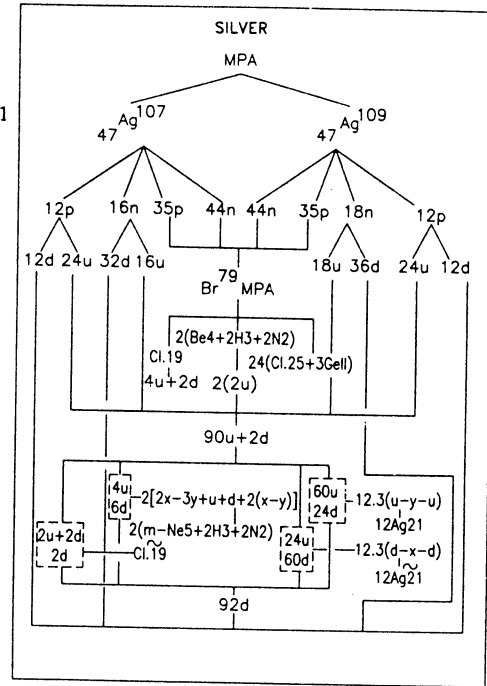 SILVER
MPA
1
47Ag107 47Ag109
12p 16n 35p 44n 44n 35p 18n 12p
12d 24u 32d 16u 18u 36d 24u 12d
Br79 MPA
2(Be4+2H3+2N2)
Cl.19 24(Cl.25+3GeII)
4u+2d 2(2u)
90u+2d
4u 60u
6d 2[2x-3y+u+d+2(x-y)] 24d 12.3(u-y-u)
12Ag21
2u+2d 2(m-Ne5+2H3+2N2) 24u
2d Cl.19 60d 12.3(d-x-d)
12Ag21
92d